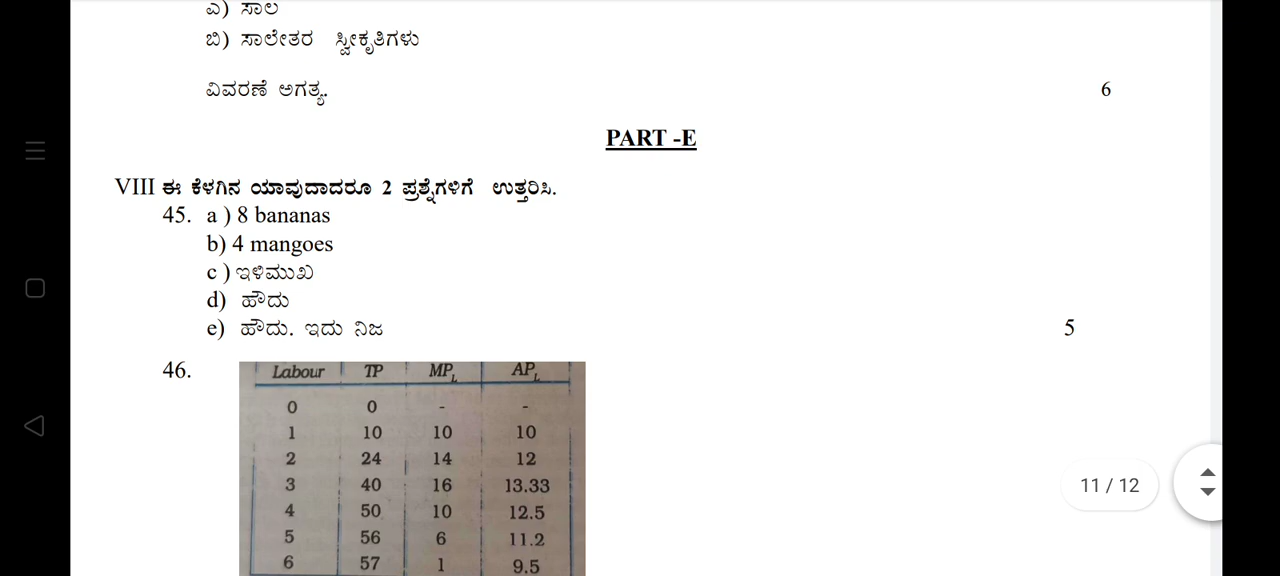 ಎ) ಸಾಲ
ಬಿ) ಸಾಲೇತರ ಸ್ವೀಕೃತಿಗಳು
ವಿವರಣೆ ಅಗತ್ಯ. 6
PART -E
VIII ಈ ಕೆಳಗಿನ ಯಾವುದಾದರೂ 2 ಪ್ರಶ್ನೆಗಳಿಗೆ ಉತ್ತರಿಸಿ.
45. a ) 8 bananas
b) 4 mangoes
c ) ಇಳಿಮುಖ
d) ಹೌದು
e) ಹೌದು. ಇದು ನಿಜ 5
46.
Labour TP MPL APL
0 0 - -
1 10 10 10
2 24 14 12
3 40 16 13.33
4 50 10 12.5
5 56 6 11.2
6 57 1 9.5
11 / 12